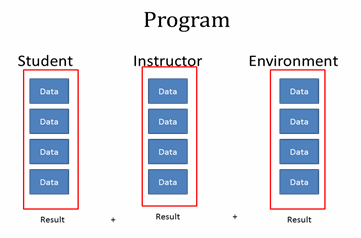 Program
Student Instructor Environment
Data Data Data
Data Data Data
Data Data Data
Data Data Data
Result + Result + Result